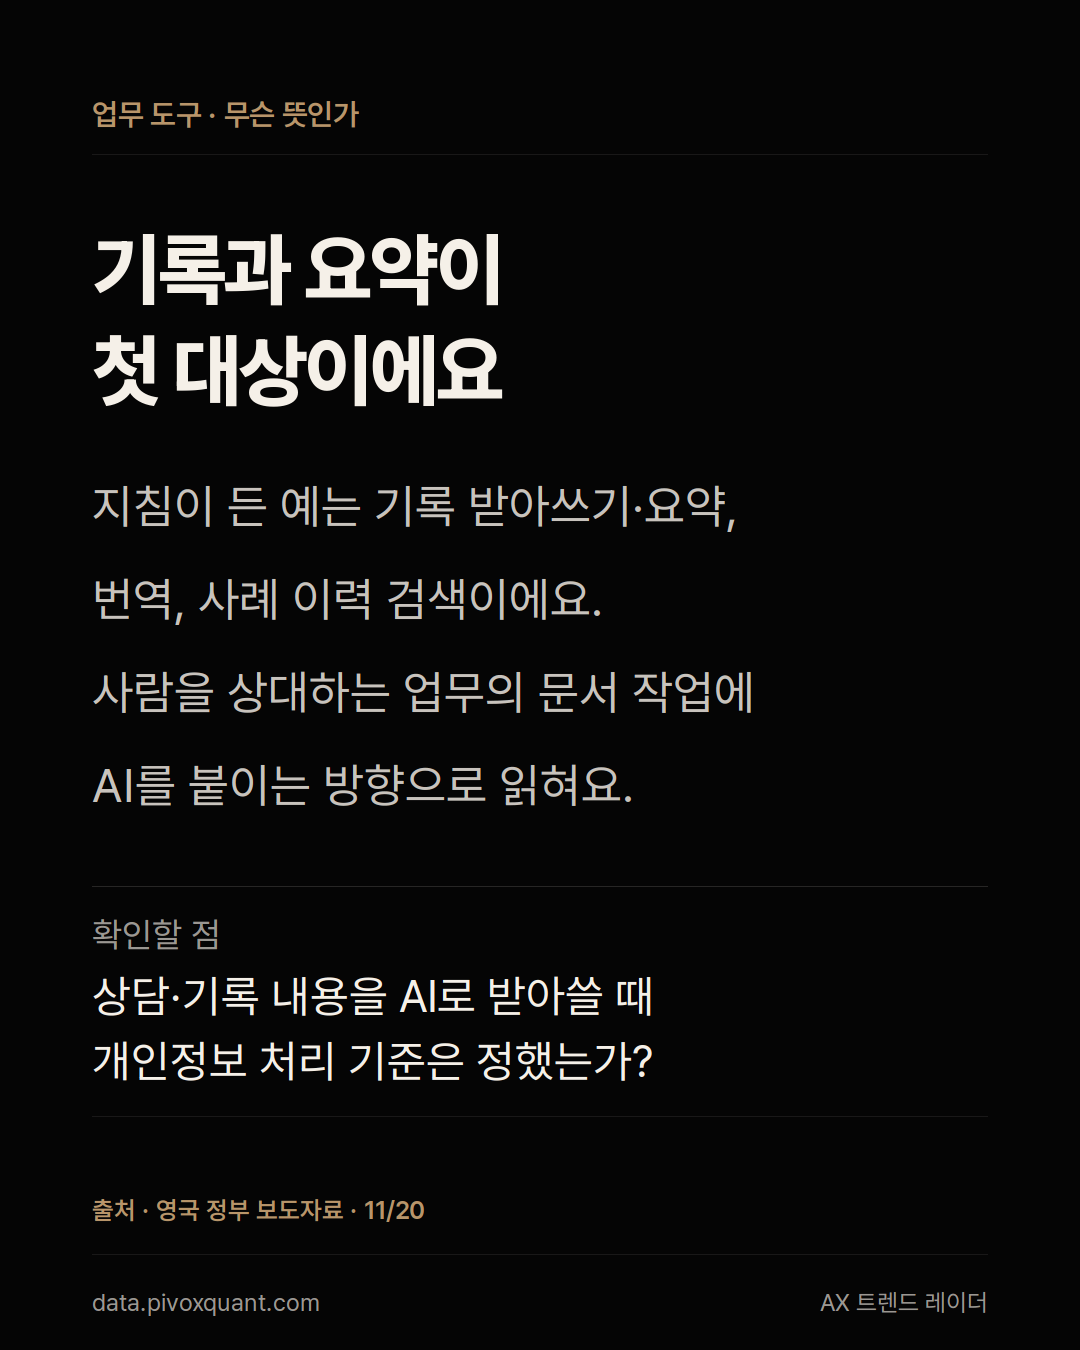 업무 도구 · 무슨 뜻인가
기록과 요약이
첫 대상이에요
지침이 든 예는 기록 받아쓰기·요약,
번역, 사례 이력 검색이에요.
사람을 상대하는 업무의 문서 작업에
AI를 붙이는 방향으로 읽혀요.
확인할 점
상담·기록 내용을 AI로 받아쓸 때
개인정보 처리 기준은 정했는가?
출처 · 영국 정부 보도자료 · 11/20
data.pivoxquant.com
AX 트렌드 레이더